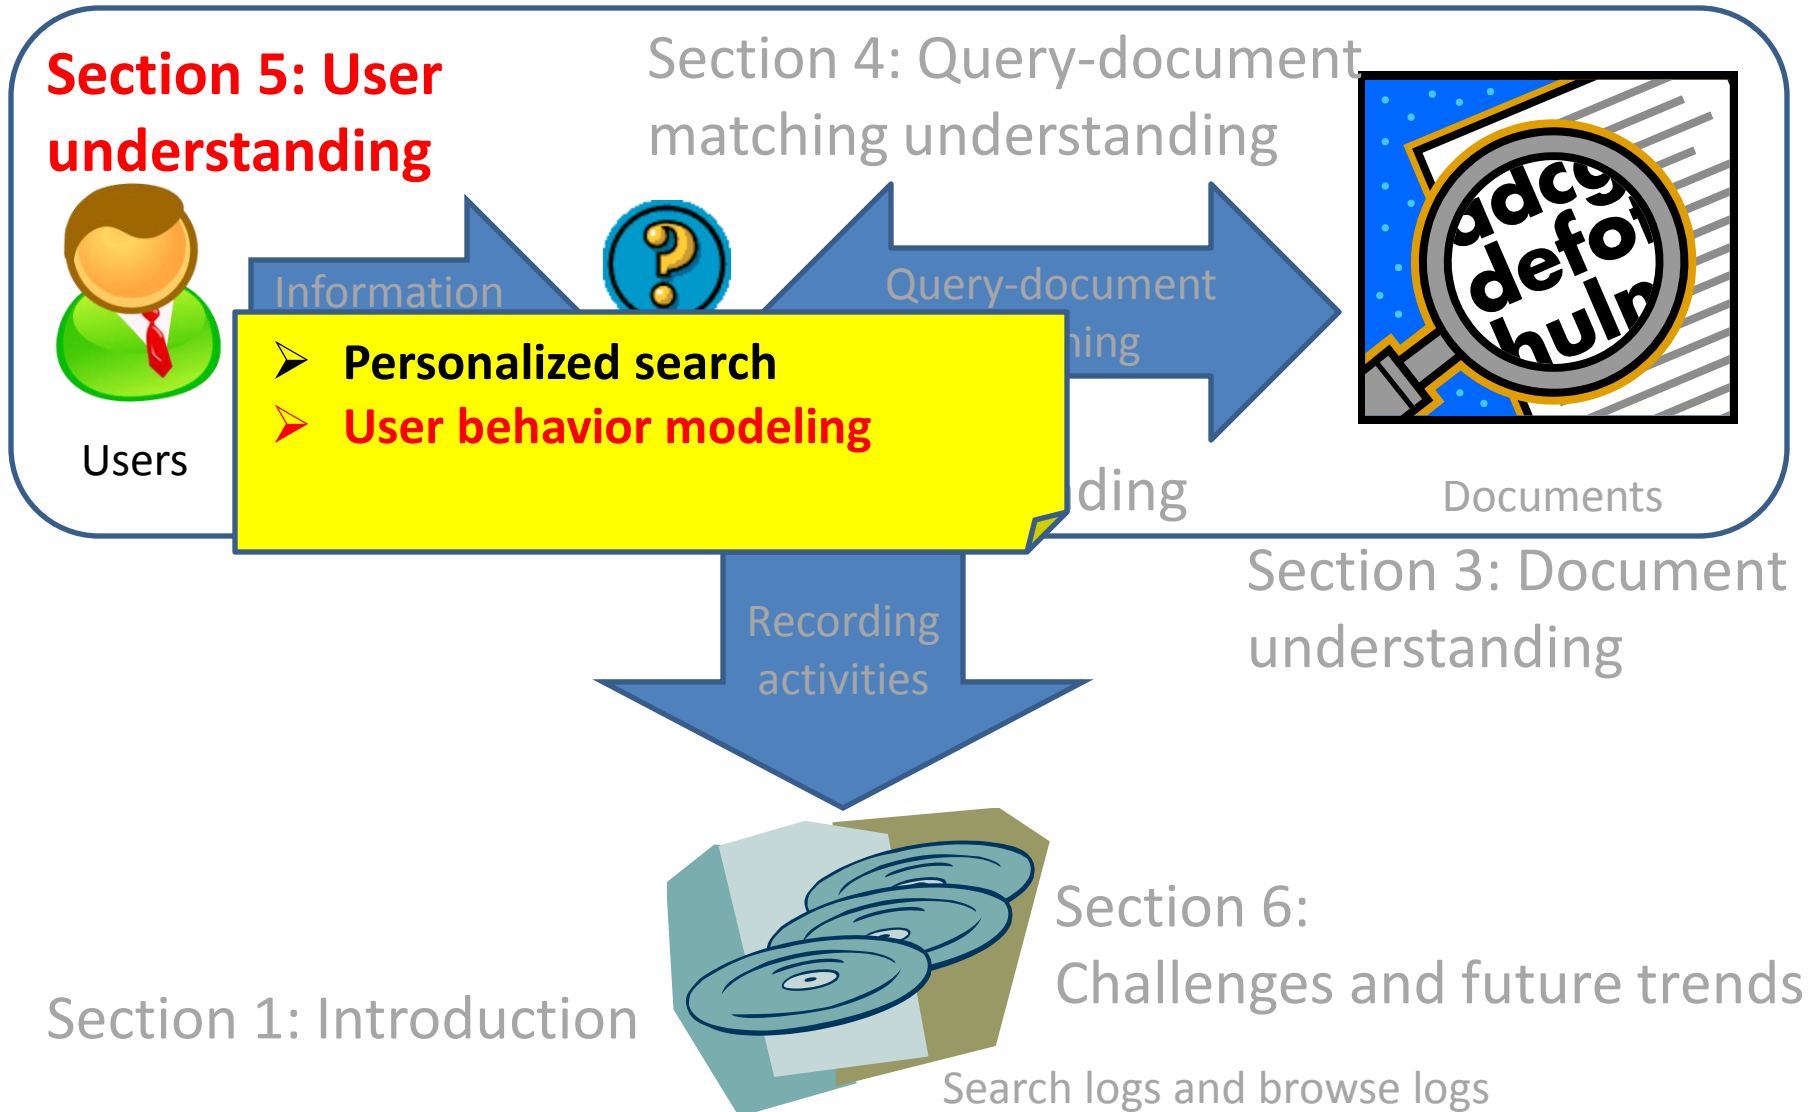 Section 5: User
understanding
Section 4: Query-document
matching understanding
Information
Query-document
Personalized search
User behavior modeling
Users
Documents
Section 3: Document
understanding
Recording
activities
Section 6:
Challenges and future trends
Section 1: Introduction
Search logs and browse logs